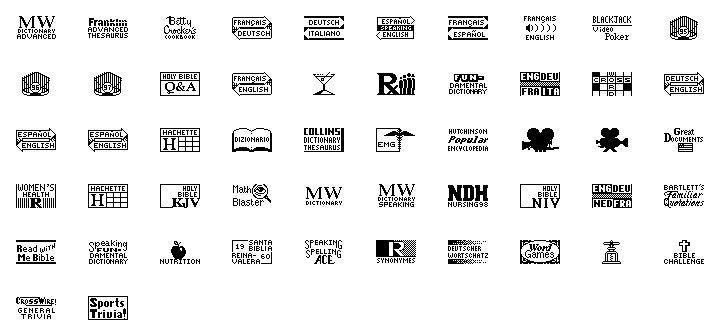 MW
DICTIONARY
ADVANCED
Franklin
ADVANCED
THESAURUS
Betty
Crocker's
COOKBOOK
FRANÇAIS
DEUTSCH
DEUTSCH
ITALIANO
ESPAÑOL
SPEAKING
ENGLISH
FRANÇAIS
ESPAÑOL
FRANÇAIS
ENGLISH
BLACKJACK
Video
Poker
95
96
97
HOLY BIBLE
Q&A
FRANÇAIS
ENGLISH
Rx
FUN-
DAMENTAL
DICTIONARY
ENG DEU
FRA ITA
CROSS
WORD
DEUTSCH
ENGLISH
ESPAÑOL
ENGLISH
ESPAÑOL
ENGLISH
HACHETTE
H
DIZIONARIO
COLLINS
DICTIONARY
THESAURUS
EMG
HUTCHINSON
Popular
ENCYCLOPEDIA
Great
DOCUMENTS
WOMEN'S
HEALTH
R
HACHETTE
H
HOLY
BIBLE
KJV
Math
Blaster
MW
DICTIONARY
MW
DICTIONARY
SPEAKING
NDH
NURSING98
HOLY
BIBLE
NIV
ENG DEU
NED FRA
BARTLETT'S
Familiar
Quotations
Read with
Me Bible
Speaking
FUN-
DAMENTAL
DICTIONARY
NUTRITION
19 SANTA
BIBLIA
REINA- 60
VALERA
SPEAKING
SPELLING
ACE
R
SYNONYMES
DEUTSCHER
WORTSCHATZ
Word
Games
BIBLE
CHALLENGE
CROSSWIRE!
GENERAL
TRIVIA
Sports
Trivia!